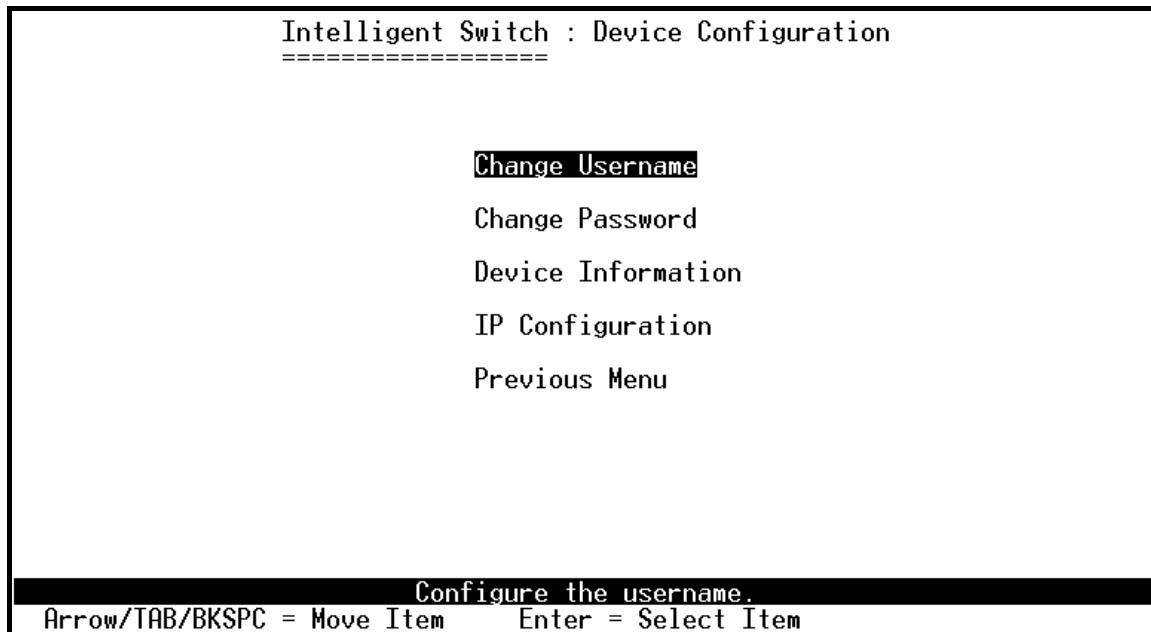 Intelligent Switch : Device Configuration
==================
Change Username
Change Password
Device Information
IP Configuration
Previous Menu
Configure the username.
Arrow/TAB/BKSPC = Move Item     Enter = Select Item